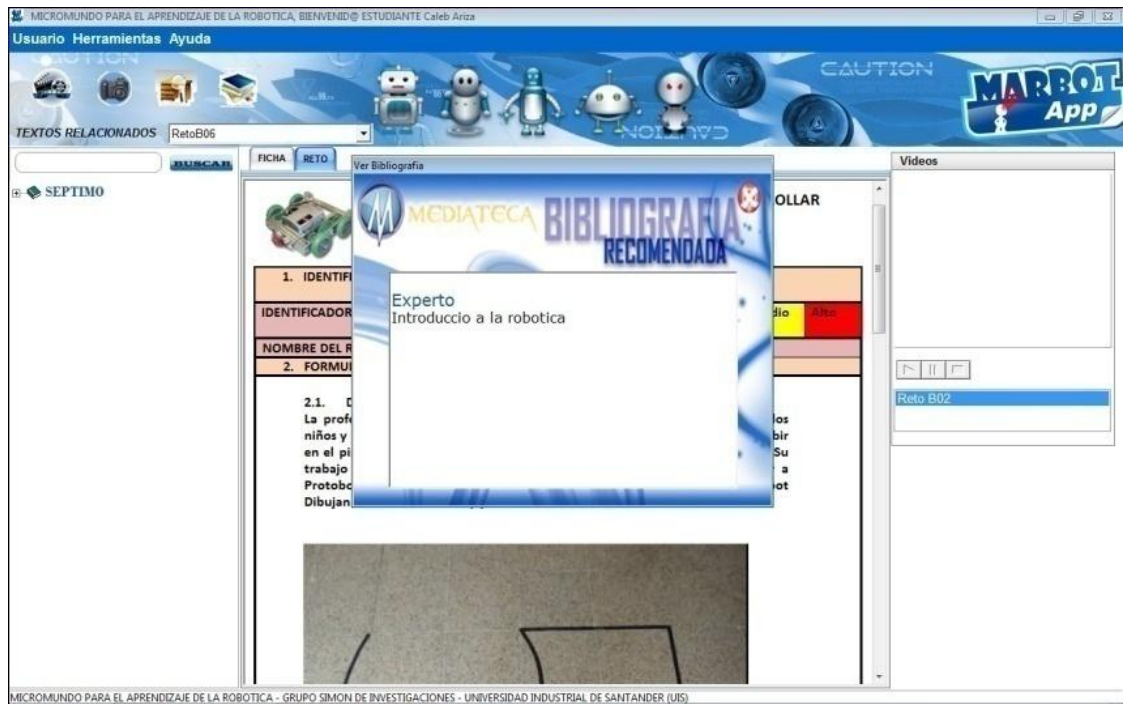 MICROMUNDO PARA EL APRENDIZAJE DE LA ROBOTICA, BIENVENID@ ESTUDIANTE Caleb Ariza
Usuario Herramientas Ayuda
CAUTION
CAUTION
CAUTION
MARBOT
App
TEXTOS RELACIONADOS RetoB06
BUSCAR
SEPTIMO
FICHA RETO
Ver Bibliografia
MEDIATECA BIBLIOGRAFIA
RECOMENDADA
Experto
Introduccio a la robotica
OLLAR
1. IDENTIFI
IDENTIFICADOR
dio Alto
NOMBRE DEL R
2. FORMUL
2.1.
La profe los
niños y bir
en el pi Su
trabajo a
Protobo ot
Dibujan
Videos
Reto B02
MICROMUNDO PARA EL APRENDIZAJE DE LA ROBOTICA - GRUPO SIMON DE INVESTIGACIONES - UNIVERSIDAD INDUSTRIAL DE SANTANDER (UIS)